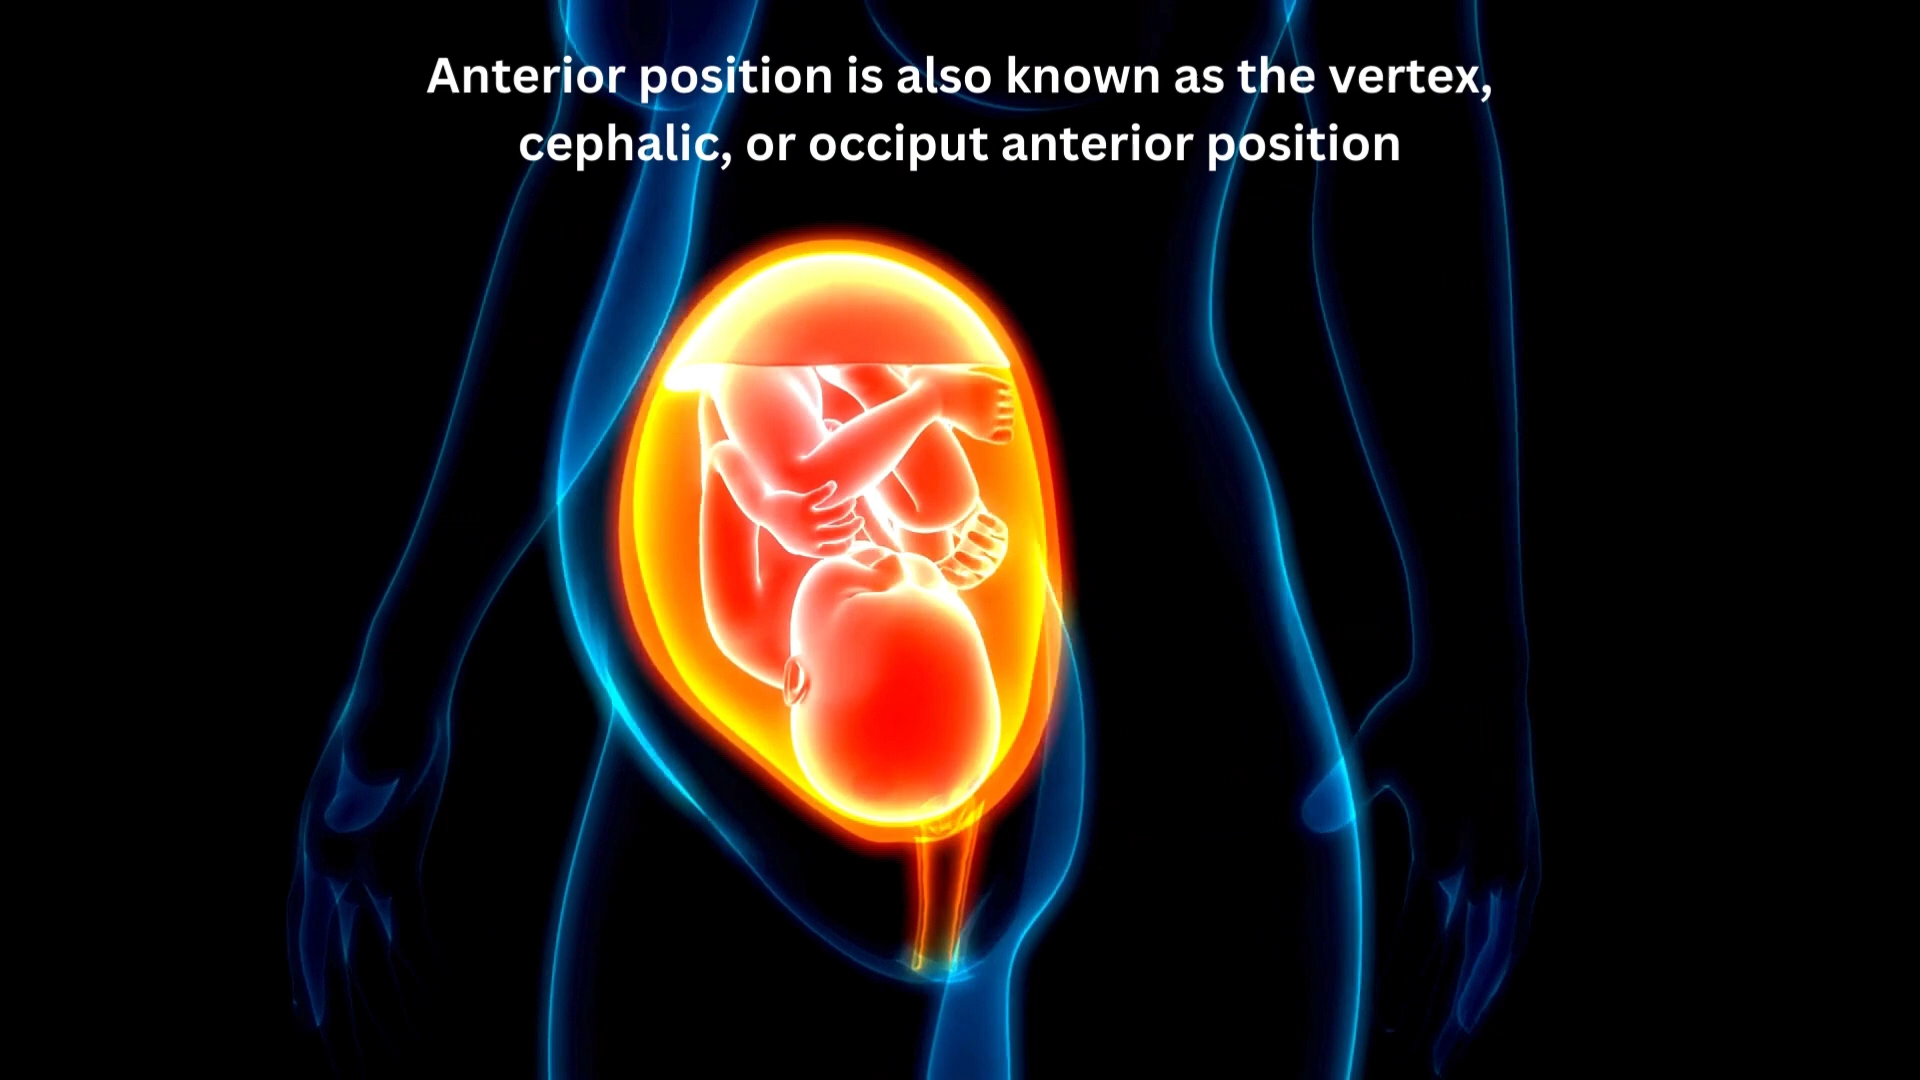 Anterior position is also known as the vertex,
cephalic, or occiput anterior position